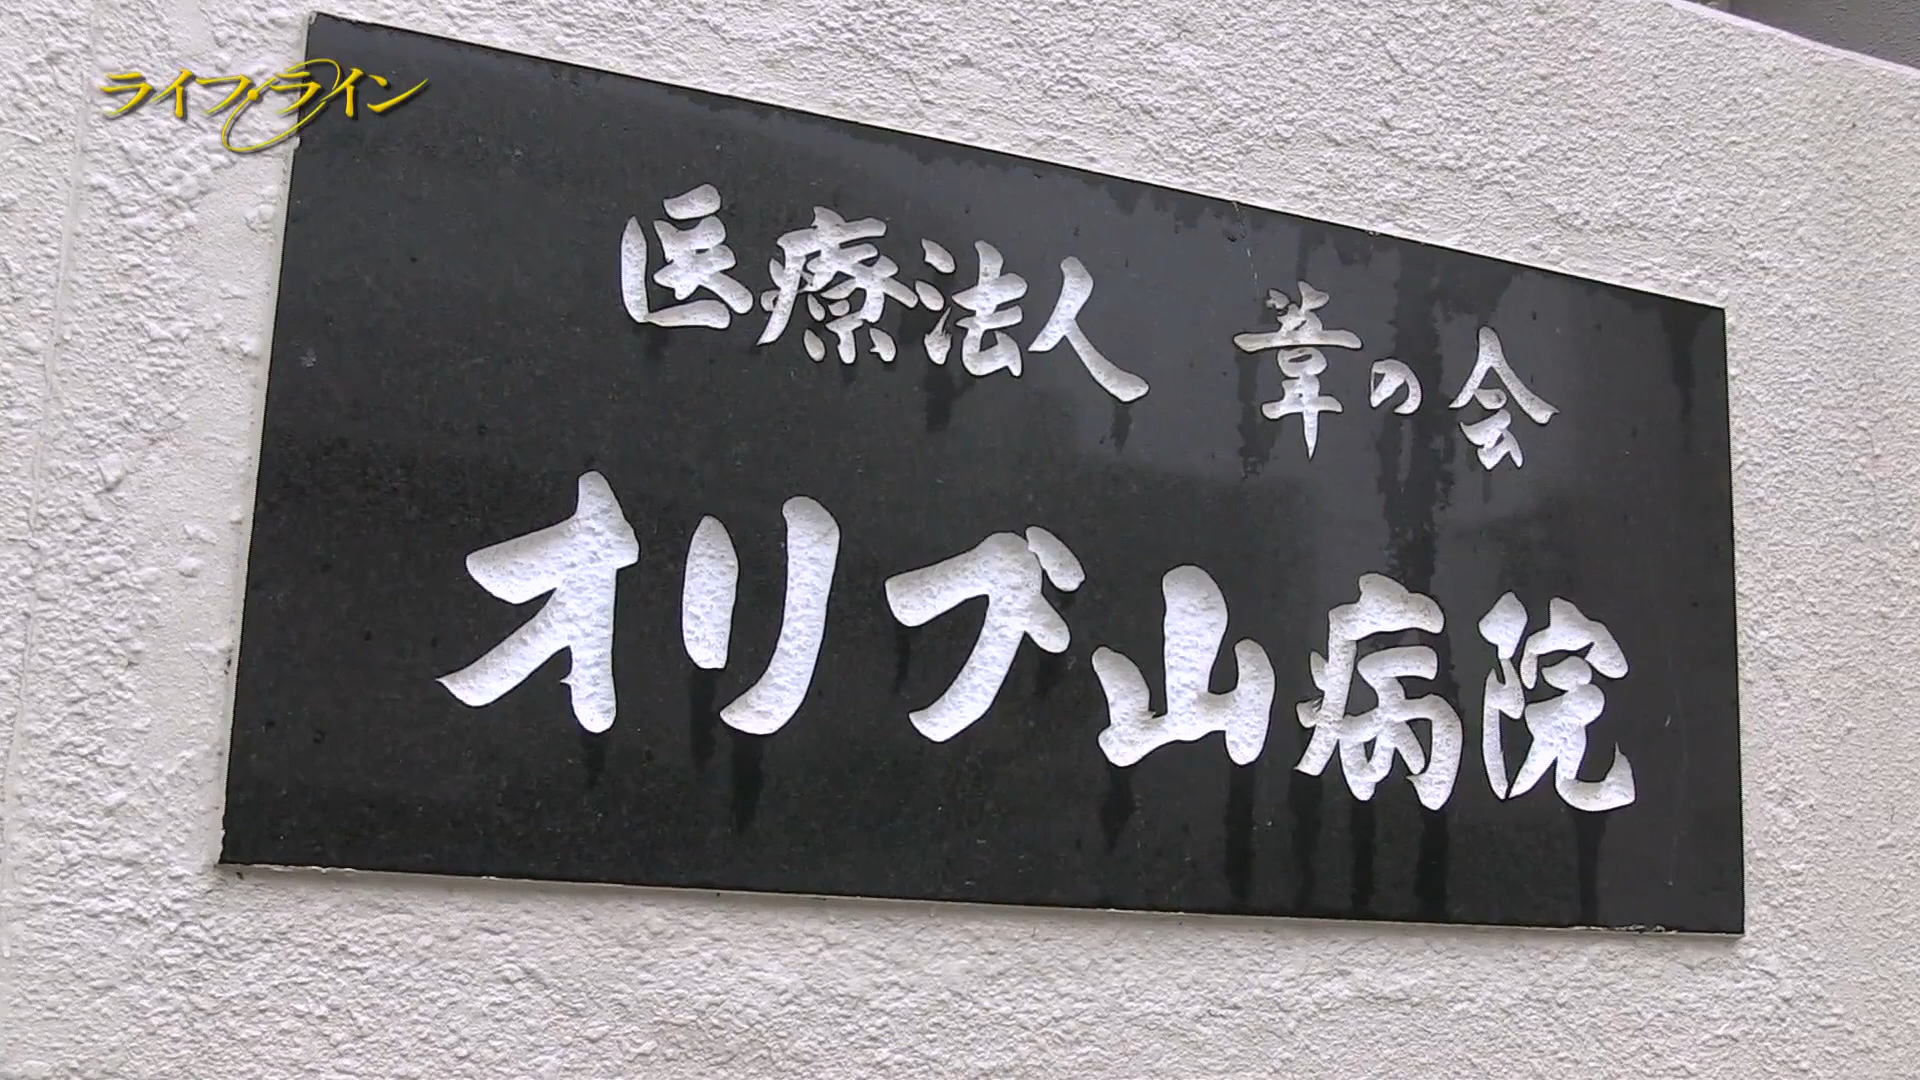 ライフ・ライン
医療法人 葦の会
オリブ山病院